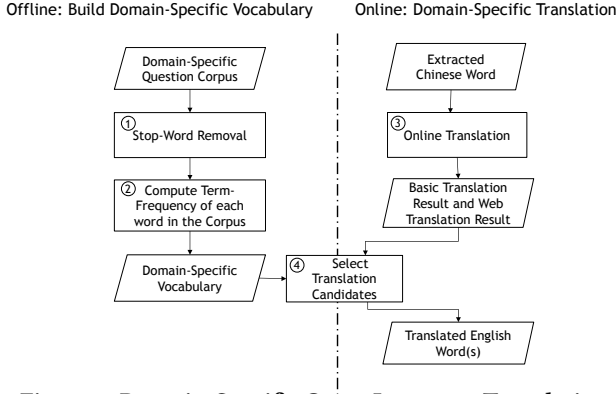 Offline: Build Domain-Specific Vocabulary
Online: Domain-Specific Translation
Domain-Specific
Question Corpus
①
Stop-Word Removal
②
Compute Term-
Frequency of each
word in the Corpus
Domain-Specific
Vocabulary
Extracted
Chinese Word
③
Online Translation
Basic Translation
Result and Web
Translation Result
④
Select
Translation
Candidates
Translated English
Word(s)